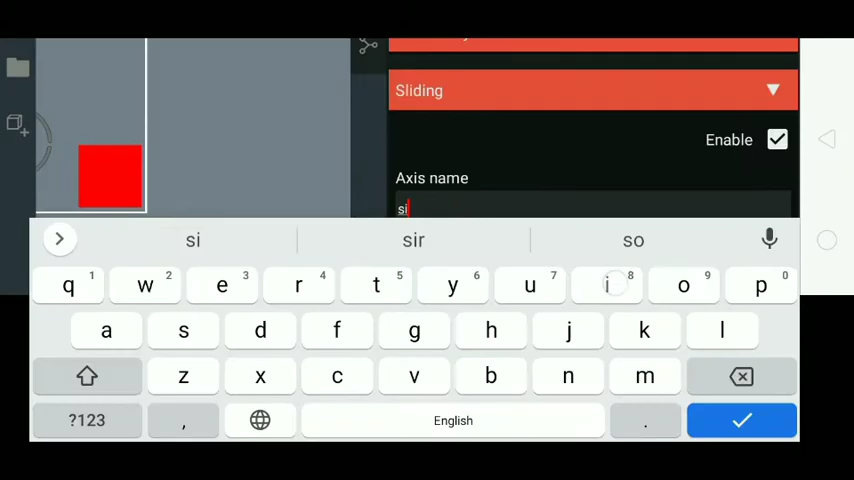 Sliding
Enable
Axis name
si
si sir so
q 1 w 2 e 3 r 4 t 5 y 6 u 7 i 8 o 9 p 0
a s d f g h j k l
z x c v b n m
?123 , English .